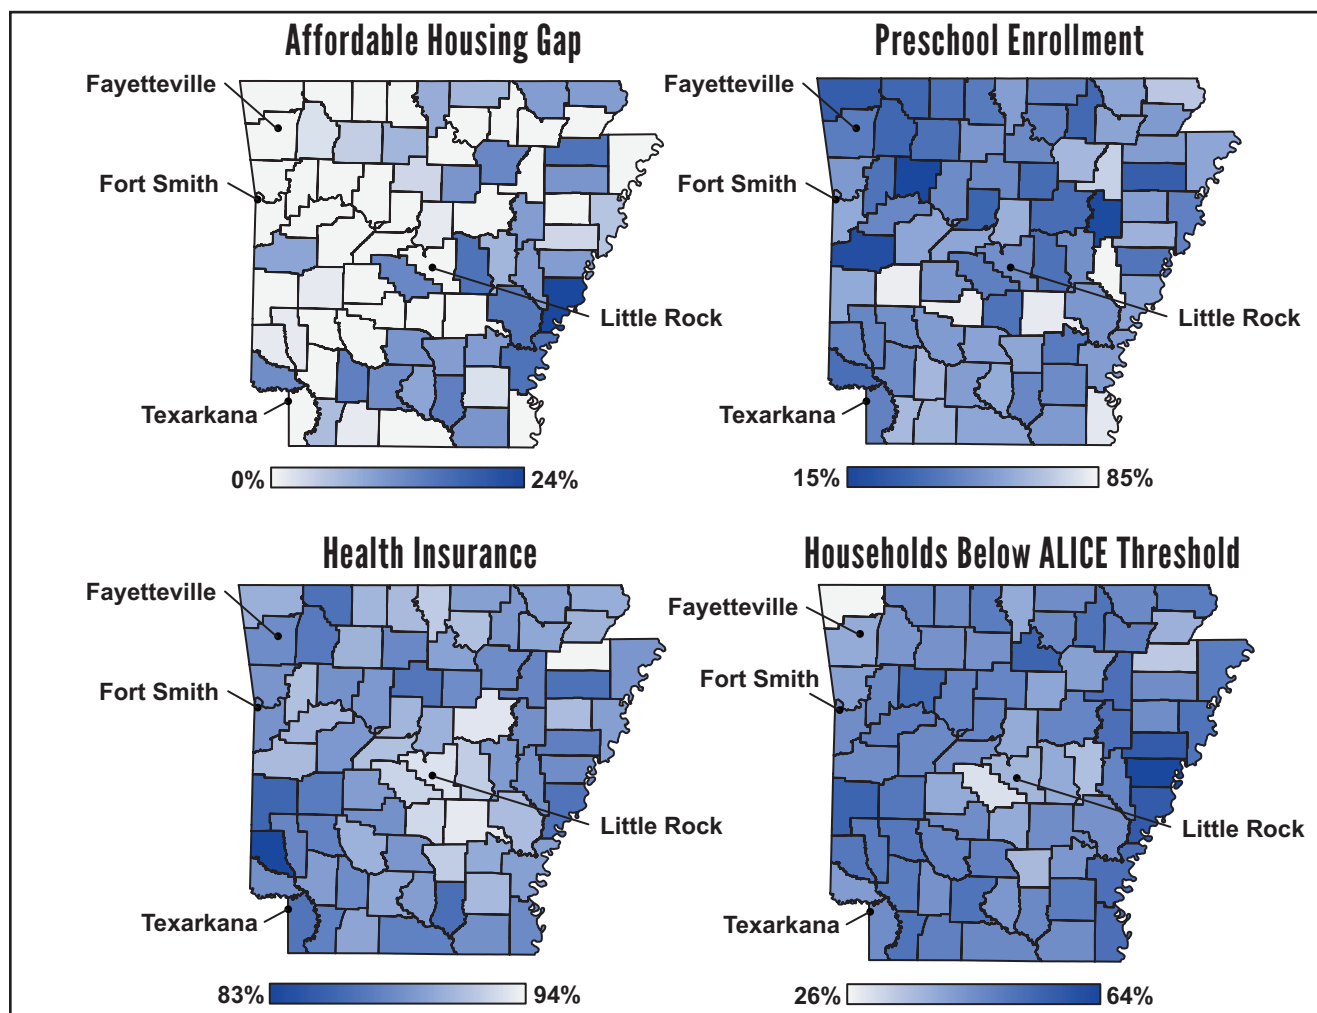 Affordable Housing Gap
Fayetteville
Fort Smith
Little Rock
Texarkana
0%
24%
Preschool Enrollment
Fayetteville
Fort Smith
Little Rock
Texarkana
15%
85%
Health Insurance
Fayetteville
Fort Smith
Little Rock
Texarkana
83%
94%
Households Below ALICE Threshold
Fayetteville
Fort Smith
Little Rock
Texarkana
26%
64%